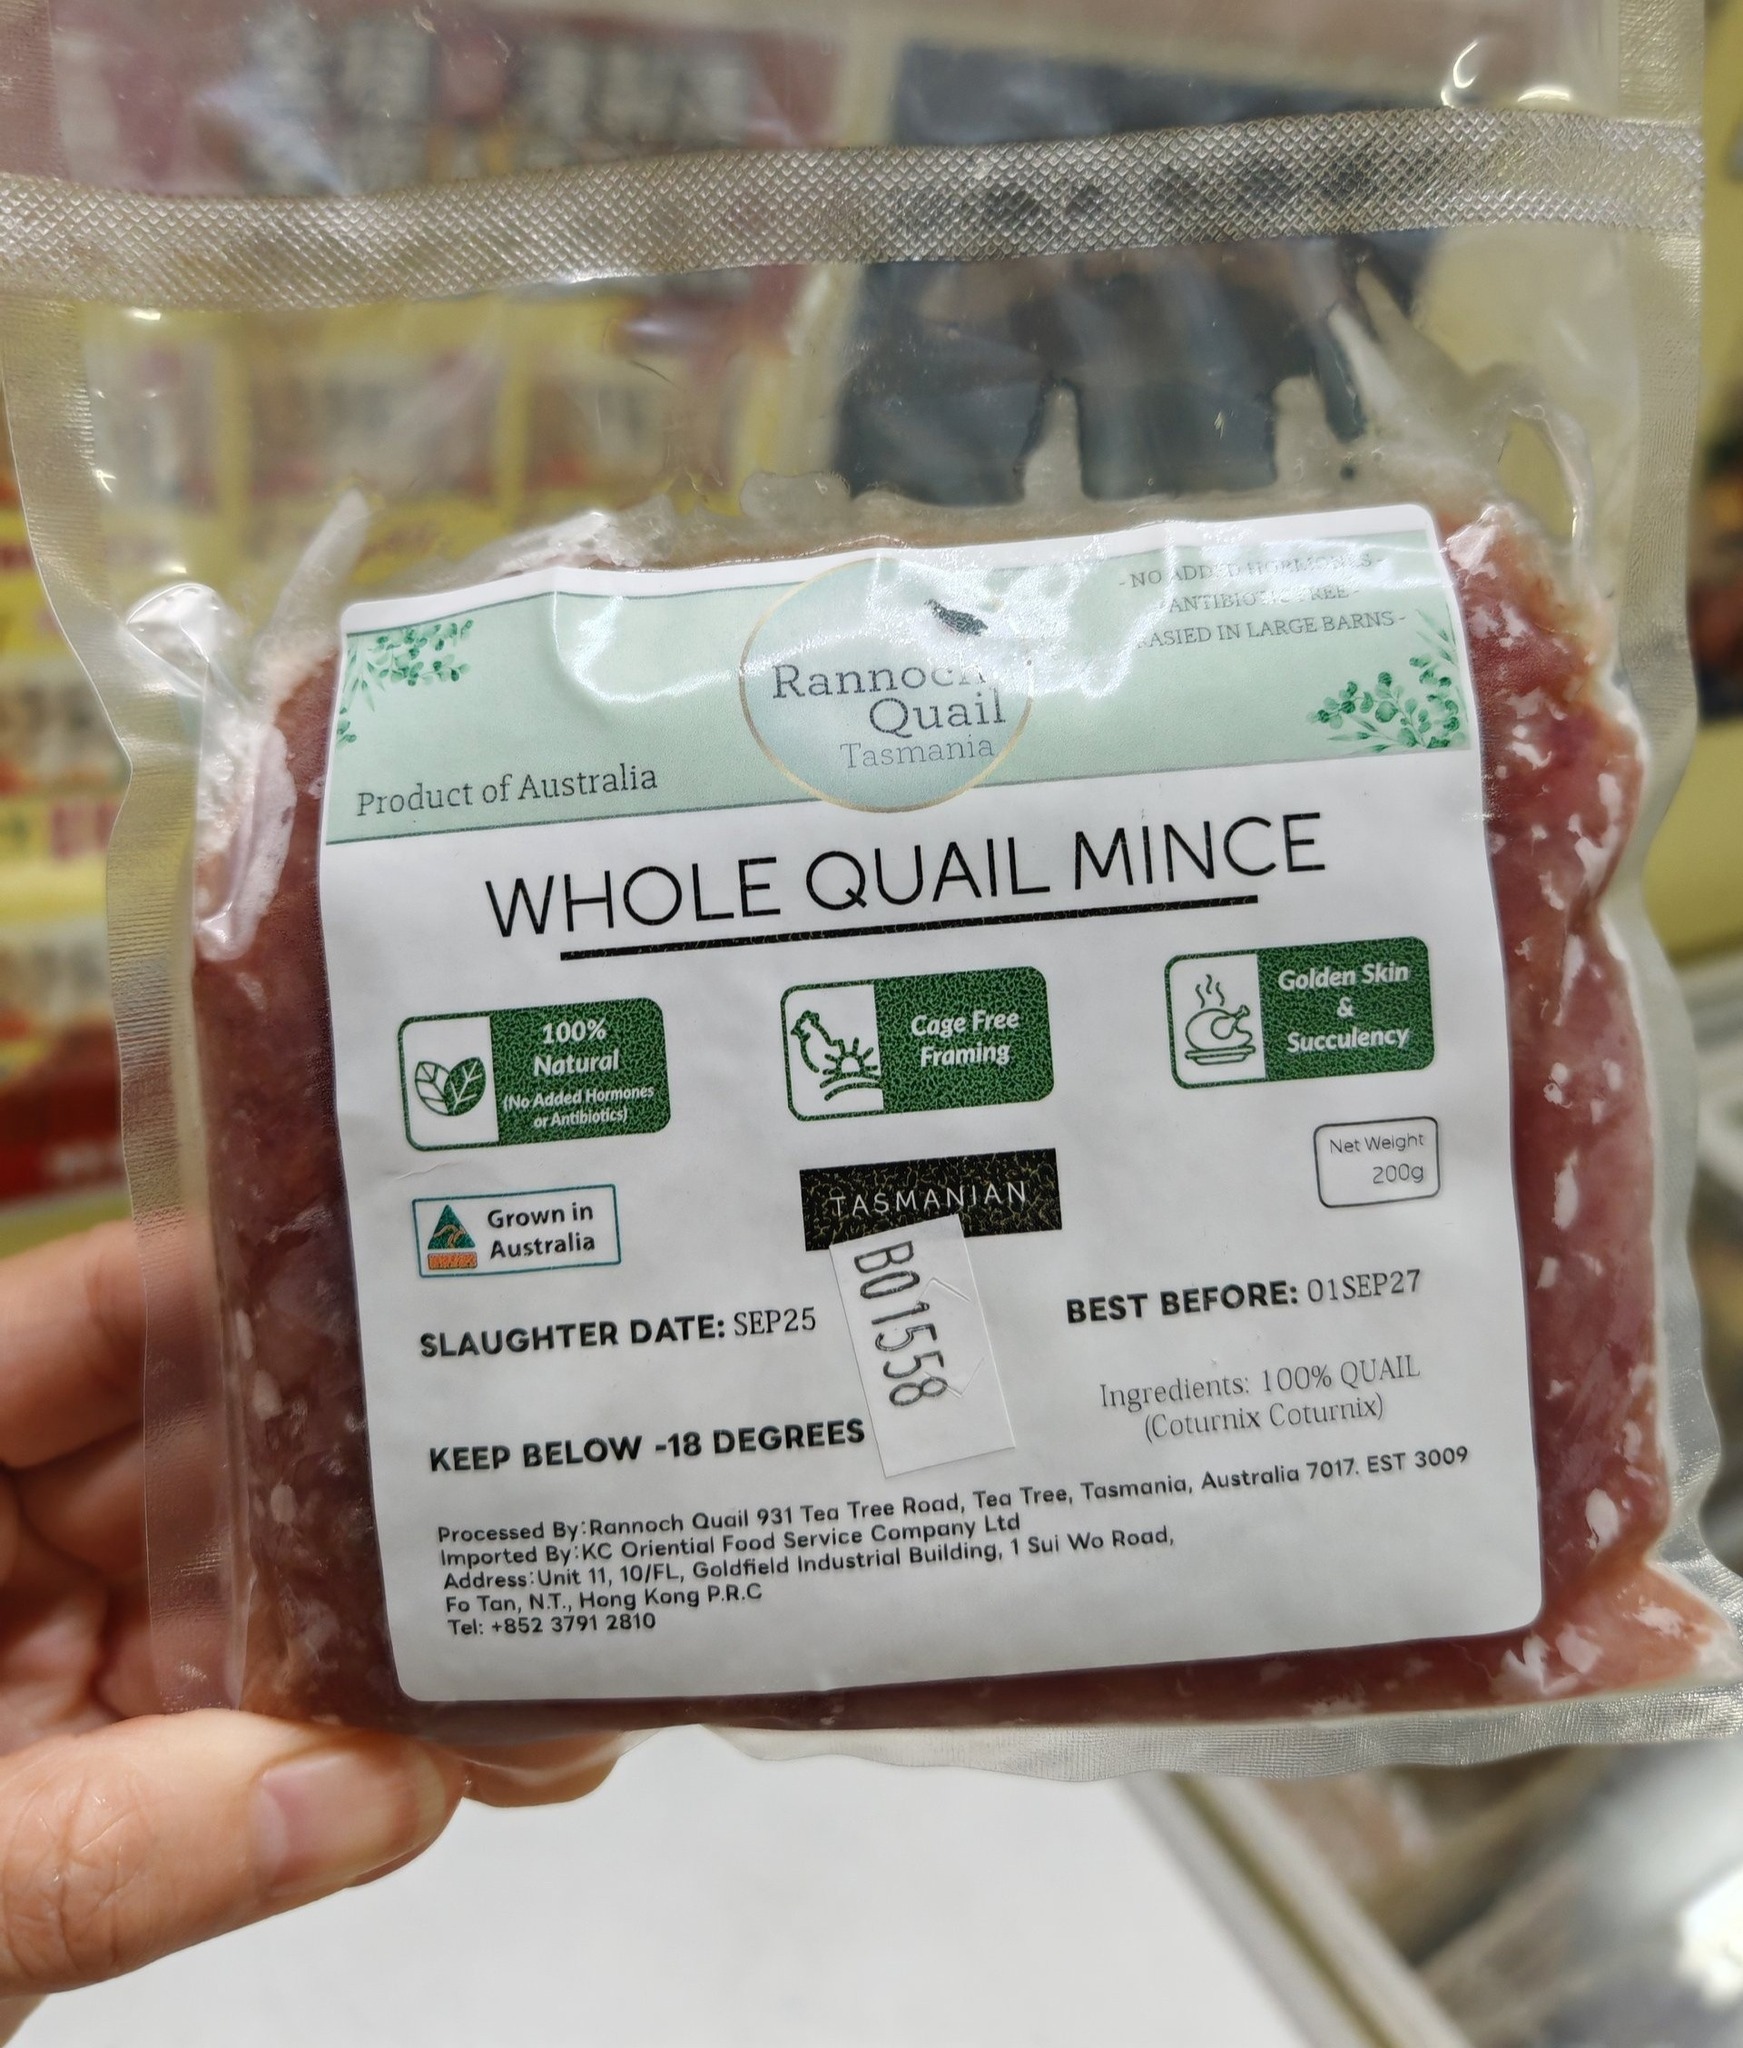 - NO ADDED HORMONES -
ANTIBIOTIC FREE -
RASIED IN LARGE BARNS -
Rannoch
Quail
Tasmania
Product of Australia
WHOLE QUAIL MINCE
100%
Natural
(No Added Hormones
or Antibiotics)
Cage Free
Framing
Golden Skin
&
Succulency
Net Weight
200g
Grown in
Australia
TASMANIAN
B01558
SLAUGHTER DATE: SEP25
BEST BEFORE: 01SEP27
Ingredients: 100% QUAIL
(Coturnix Coturnix)
KEEP BELOW -18 DEGREES
Processed By:Rannoch Quail 931 Tea Tree Road, Tea Tree, Tasmania, Australia 7017. EST 3009
Imported By:KC Oriential Food Service Company Ltd
Address:Unit 11, 10/FL, Goldfield Industrial Building, 1 Sui Wo Road,
Fo Tan, N.T., Hong Kong P.R.C
Tel: +852 3791 2810